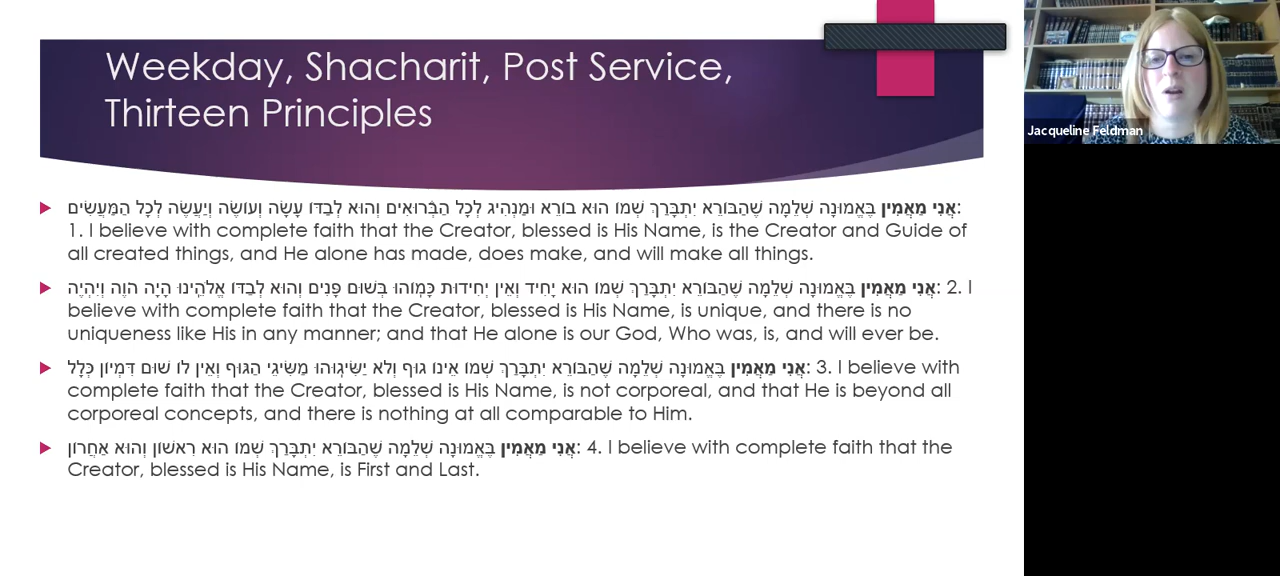 Weekday, Shacharit, Post Service,
Thirteen Principles
אֲנִי מַאֲמִין בֶּאֱמוּנָה שְׁלֵמָה שֶׁהַבּוֹרֵא יִתְבָּרַךְ שְׁמוֹ הוּא בּוֹרֵא וּמַנְהִיג לְכָל הַבְּרוּאִים וְהוּא לְבַדּוֹ עָשָׂה וְעוֹשֶׂה וְיַעֲשֶׂה לְכָל הַמַּעֲשִׂים:
1. I believe with complete faith that the Creator, blessed is His Name, is the Creator and Guide of
all created things, and He alone has made, does make, and will make all things.
אֲנִי מַאֲמִין בֶּאֱמוּנָה שְׁלֵמָה שֶׁהַבּוֹרֵא יִתְבָּרַךְ שְׁמוֹ הוּא יָחִיד וְאֵין יְחִידוּת כָּמוֹהוּ בְּשׁוּם פָּנִים וְהוּא לְבַדּוֹ אֱלֹהֵינוּ הָיָה הוֹוֶה וְיִהְיֶה: 2. I
believe with complete faith that the Creator, blessed is His Name, is unique, and there is no
uniqueness like His in any manner; and that He alone is our God, Who was, is, and will ever be.
אֲנִי מַאֲמִין בֶּאֱמוּנָה שְׁלֵמָה שֶׁהַבּוֹרֵא יִתְבָּרַךְ שְׁמוֹ אֵינוֹ גוּף וְלֹא יַשִּׂיגֽוּהוּ מַשִּׂיגֵי הַגּוּף וְאֵין לוֹ שׁוּם דִּמְיוֹן כְּלָל: 3. I believe with
complete faith that the Creator, blessed is His Name, is not corporeal, and that He is beyond all
corporeal concepts, and there is nothing at all comparable to Him.
אֲנִי מַאֲמִין בֶּאֱמוּנָה שְׁלֵמָה שֶׁהַבּוֹרֵא יִתְבָּרַךְ שְׁמוֹ הוּא רִאשׁוֹן וְהוּא אַחֲרוֹן: 4. I believe with complete faith that the
Creator, blessed is His Name, is First and Last.
Jacqueline Feldman